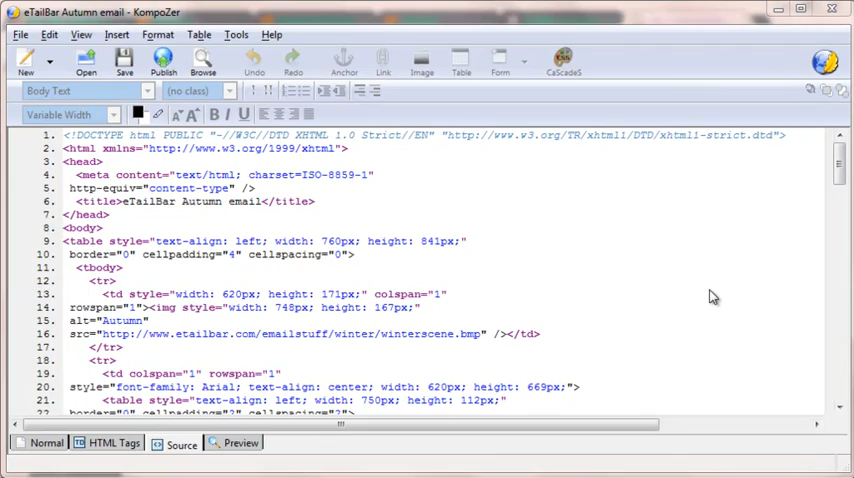 eTailBar Autumn email - KompoZer
File Edit View Insert Format Table Tools Help
New Open Save Publish Browse Undo Redo Anchor Link Image Table Form CaScadeS
Body Text (no class)
Variable Width B I U
1. <!DOCTYPE html PUBLIC "-//W3C//DTD XHTML 1.0 Strict//EN" "http://www.w3.org/TR/xhtml1/DTD/xhtml1-strict.dtd">
2. <html xmlns="http://www.w3.org/1999/xhtml">
3. <head>
4. <meta content="text/html; charset=ISO-8859-1"
5. http-equiv="content-type" />
6. <title>eTailBar Autumn email</title>
7. </head>
8. <body>
9. <table style="text-align: left; width: 760px; height: 841px;"
10. border="0" cellpadding="4" cellspacing="0">
11. <tbody>
12. <tr>
13. <td style="width: 620px; height: 171px;" colspan="1"
14. rowspan="1"><img style="width: 748px; height: 167px;"
15. alt="Autumn"
16. src="http://www.etailbar.com/emailstuff/winter/winterscene.bmp" /></td>
17. </tr>
18. <tr>
19. <td colspan="1" rowspan="1"
20. style="font-family: Arial; text-align: center; width: 620px; height: 669px;">
21. <table style="text-align: left; width: 750px; height: 112px;"
22. border="0" cellpadding="2" cellspacing="2">
Normal HTML Tags Source Preview